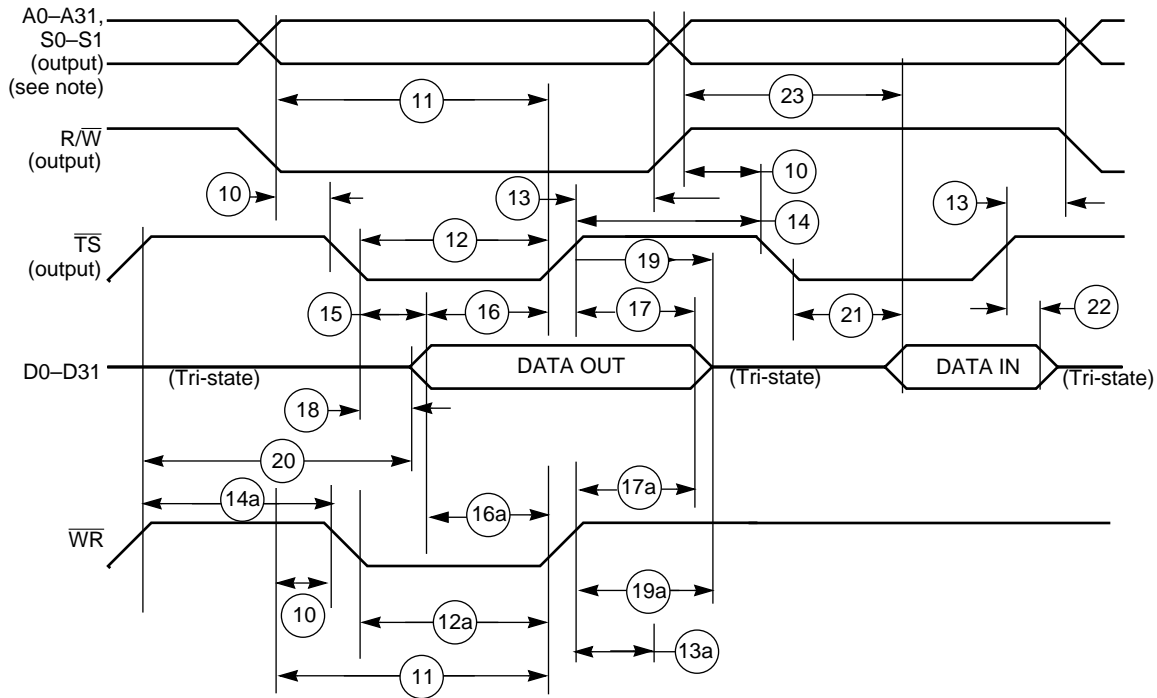 A0–A31,
S0–S1
(output)
(see note)
11
23
R/W̅
(output)
10
10
13
13
14
T̅S̅
(output)
12
19
15
16
17
21
22
D0–D31
(Tri-state)
DATA OUT
(Tri-state)
DATA IN
(Tri-state)
18
20
14a
16a
17a
W̅R̅
10
19a
12a
13a
11